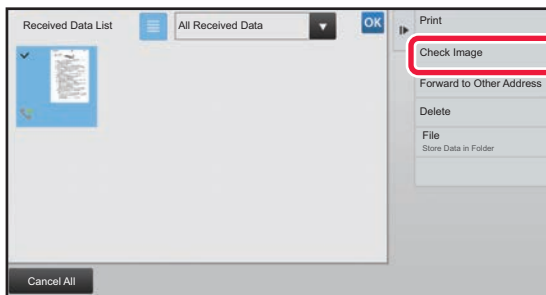 Received Data List
All Received Data
OK
Print
Check Image
Forward to Other Address
Delete
File
Store Data in Folder
Cancel All